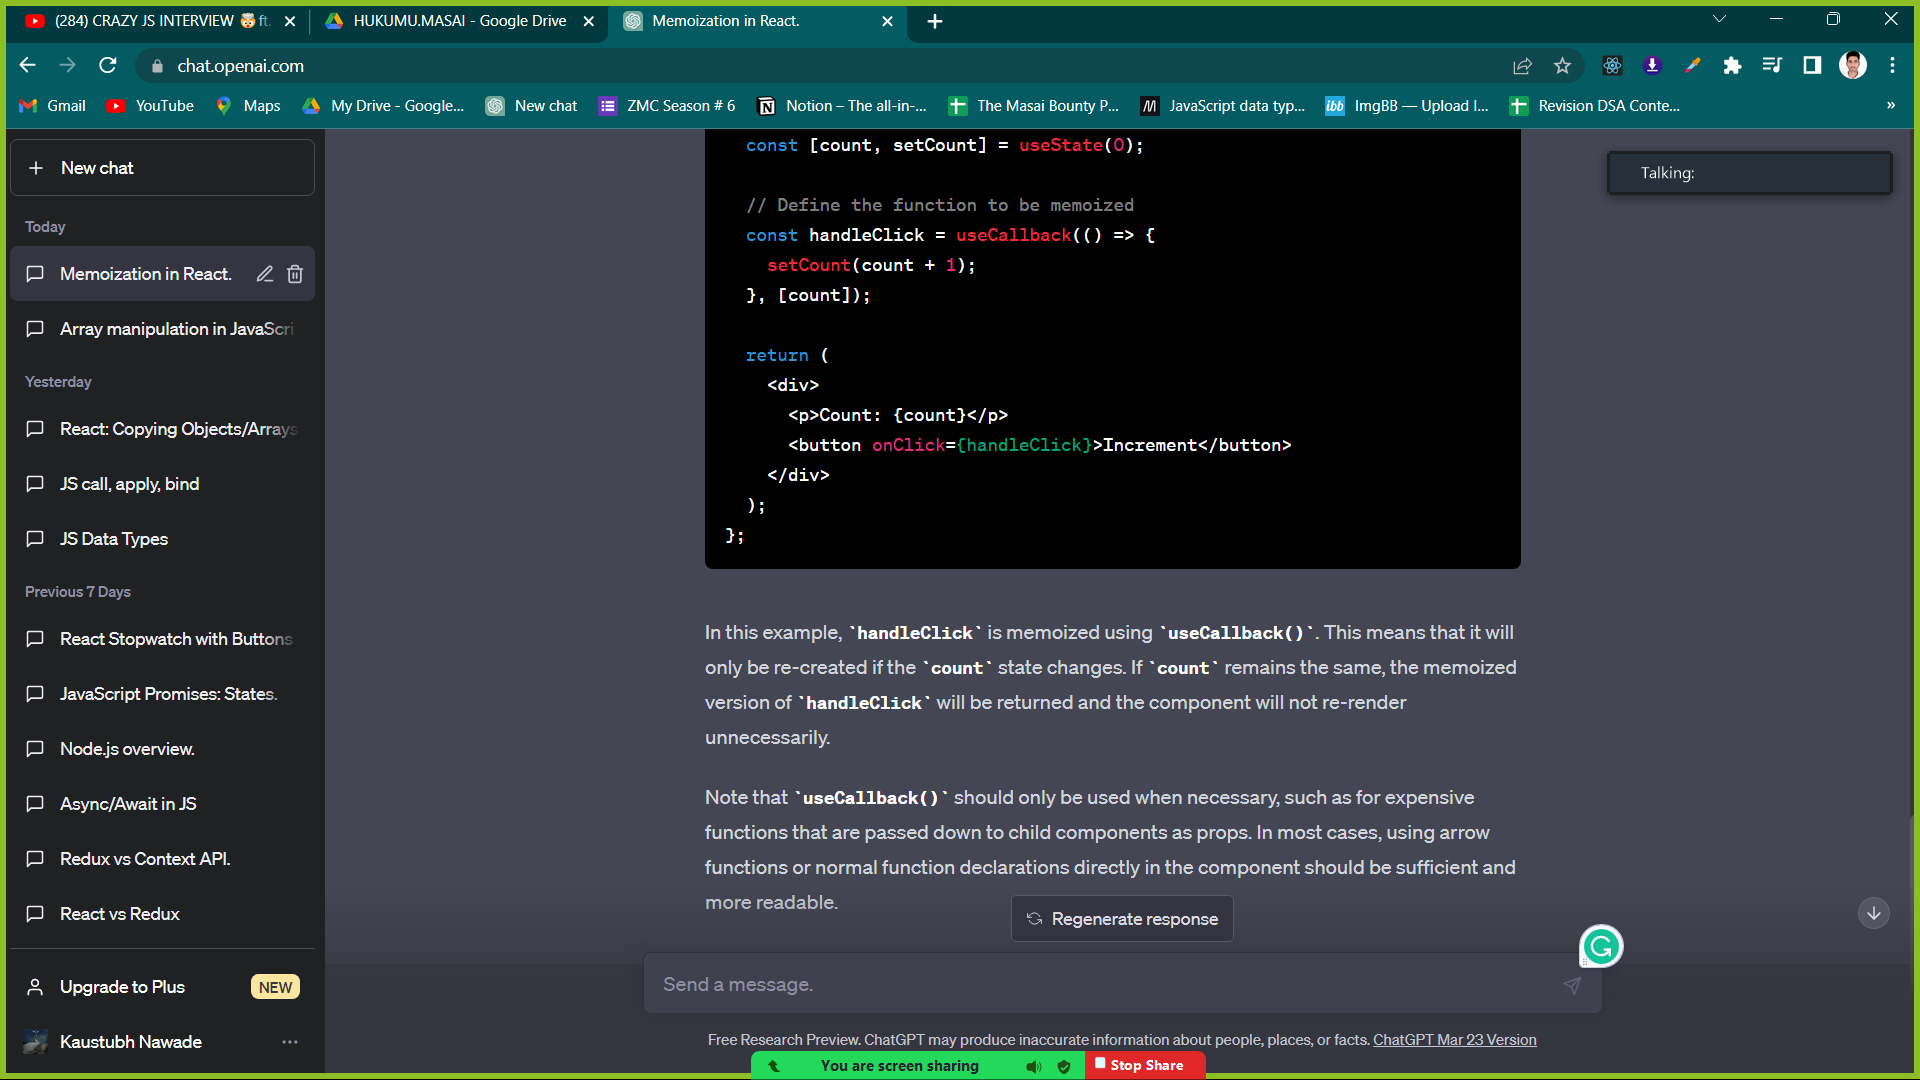 (284) CRAZY JS INTERVIEW 🤯 ft.
HUKUMU.MASAI - Google Drive
Memoization in React.
chat.openai.com
Gmail
YouTube
Maps
My Drive - Google...
New chat
ZMC Season # 6
Notion – The all-in-...
The Masai Bounty P...
JavaScript data typ...
ibb
ImgBB — Upload I...
Revision DSA Conte...
»
New chat
Today
Memoization in React.
Array manipulation in JavaScri
Yesterday
React: Copying Objects/Arrays
JS call, apply, bind
JS Data Types
Previous 7 Days
React Stopwatch with Buttons
JavaScript Promises: States.
Node.js overview.
Async/Await in JS
Redux vs Context API.
React vs Redux
Upgrade to Plus
NEW
Kaustubh Nawade
const [count, setCount] = useState(0);
// Define the function to be memoized
const handleClick = useCallback(() => {
setCount(count + 1);
}, [count]);
return (
<div>
<p>Count: {count}</p>
<button onClick={handleClick}>Increment</button>
</div>
);
};
Talking:
In this example, `handleClick` is memoized using `useCallback()`. This means that it will
only be re-created if the `count` state changes. If `count` remains the same, the memoized
version of `handleClick` will be returned and the component will not re-render
unnecessarily.
Note that `useCallback()` should only be used when necessary, such as for expensive
functions that are passed down to child components as props. In most cases, using arrow
functions or normal function declarations directly in the component should be sufficient and
more readable.
Regenerate response
Send a message.
Free Research Preview. ChatGPT may produce inaccurate information about people, places, or facts. ChatGPT Mar 23 Version
You are screen sharing
Stop Share